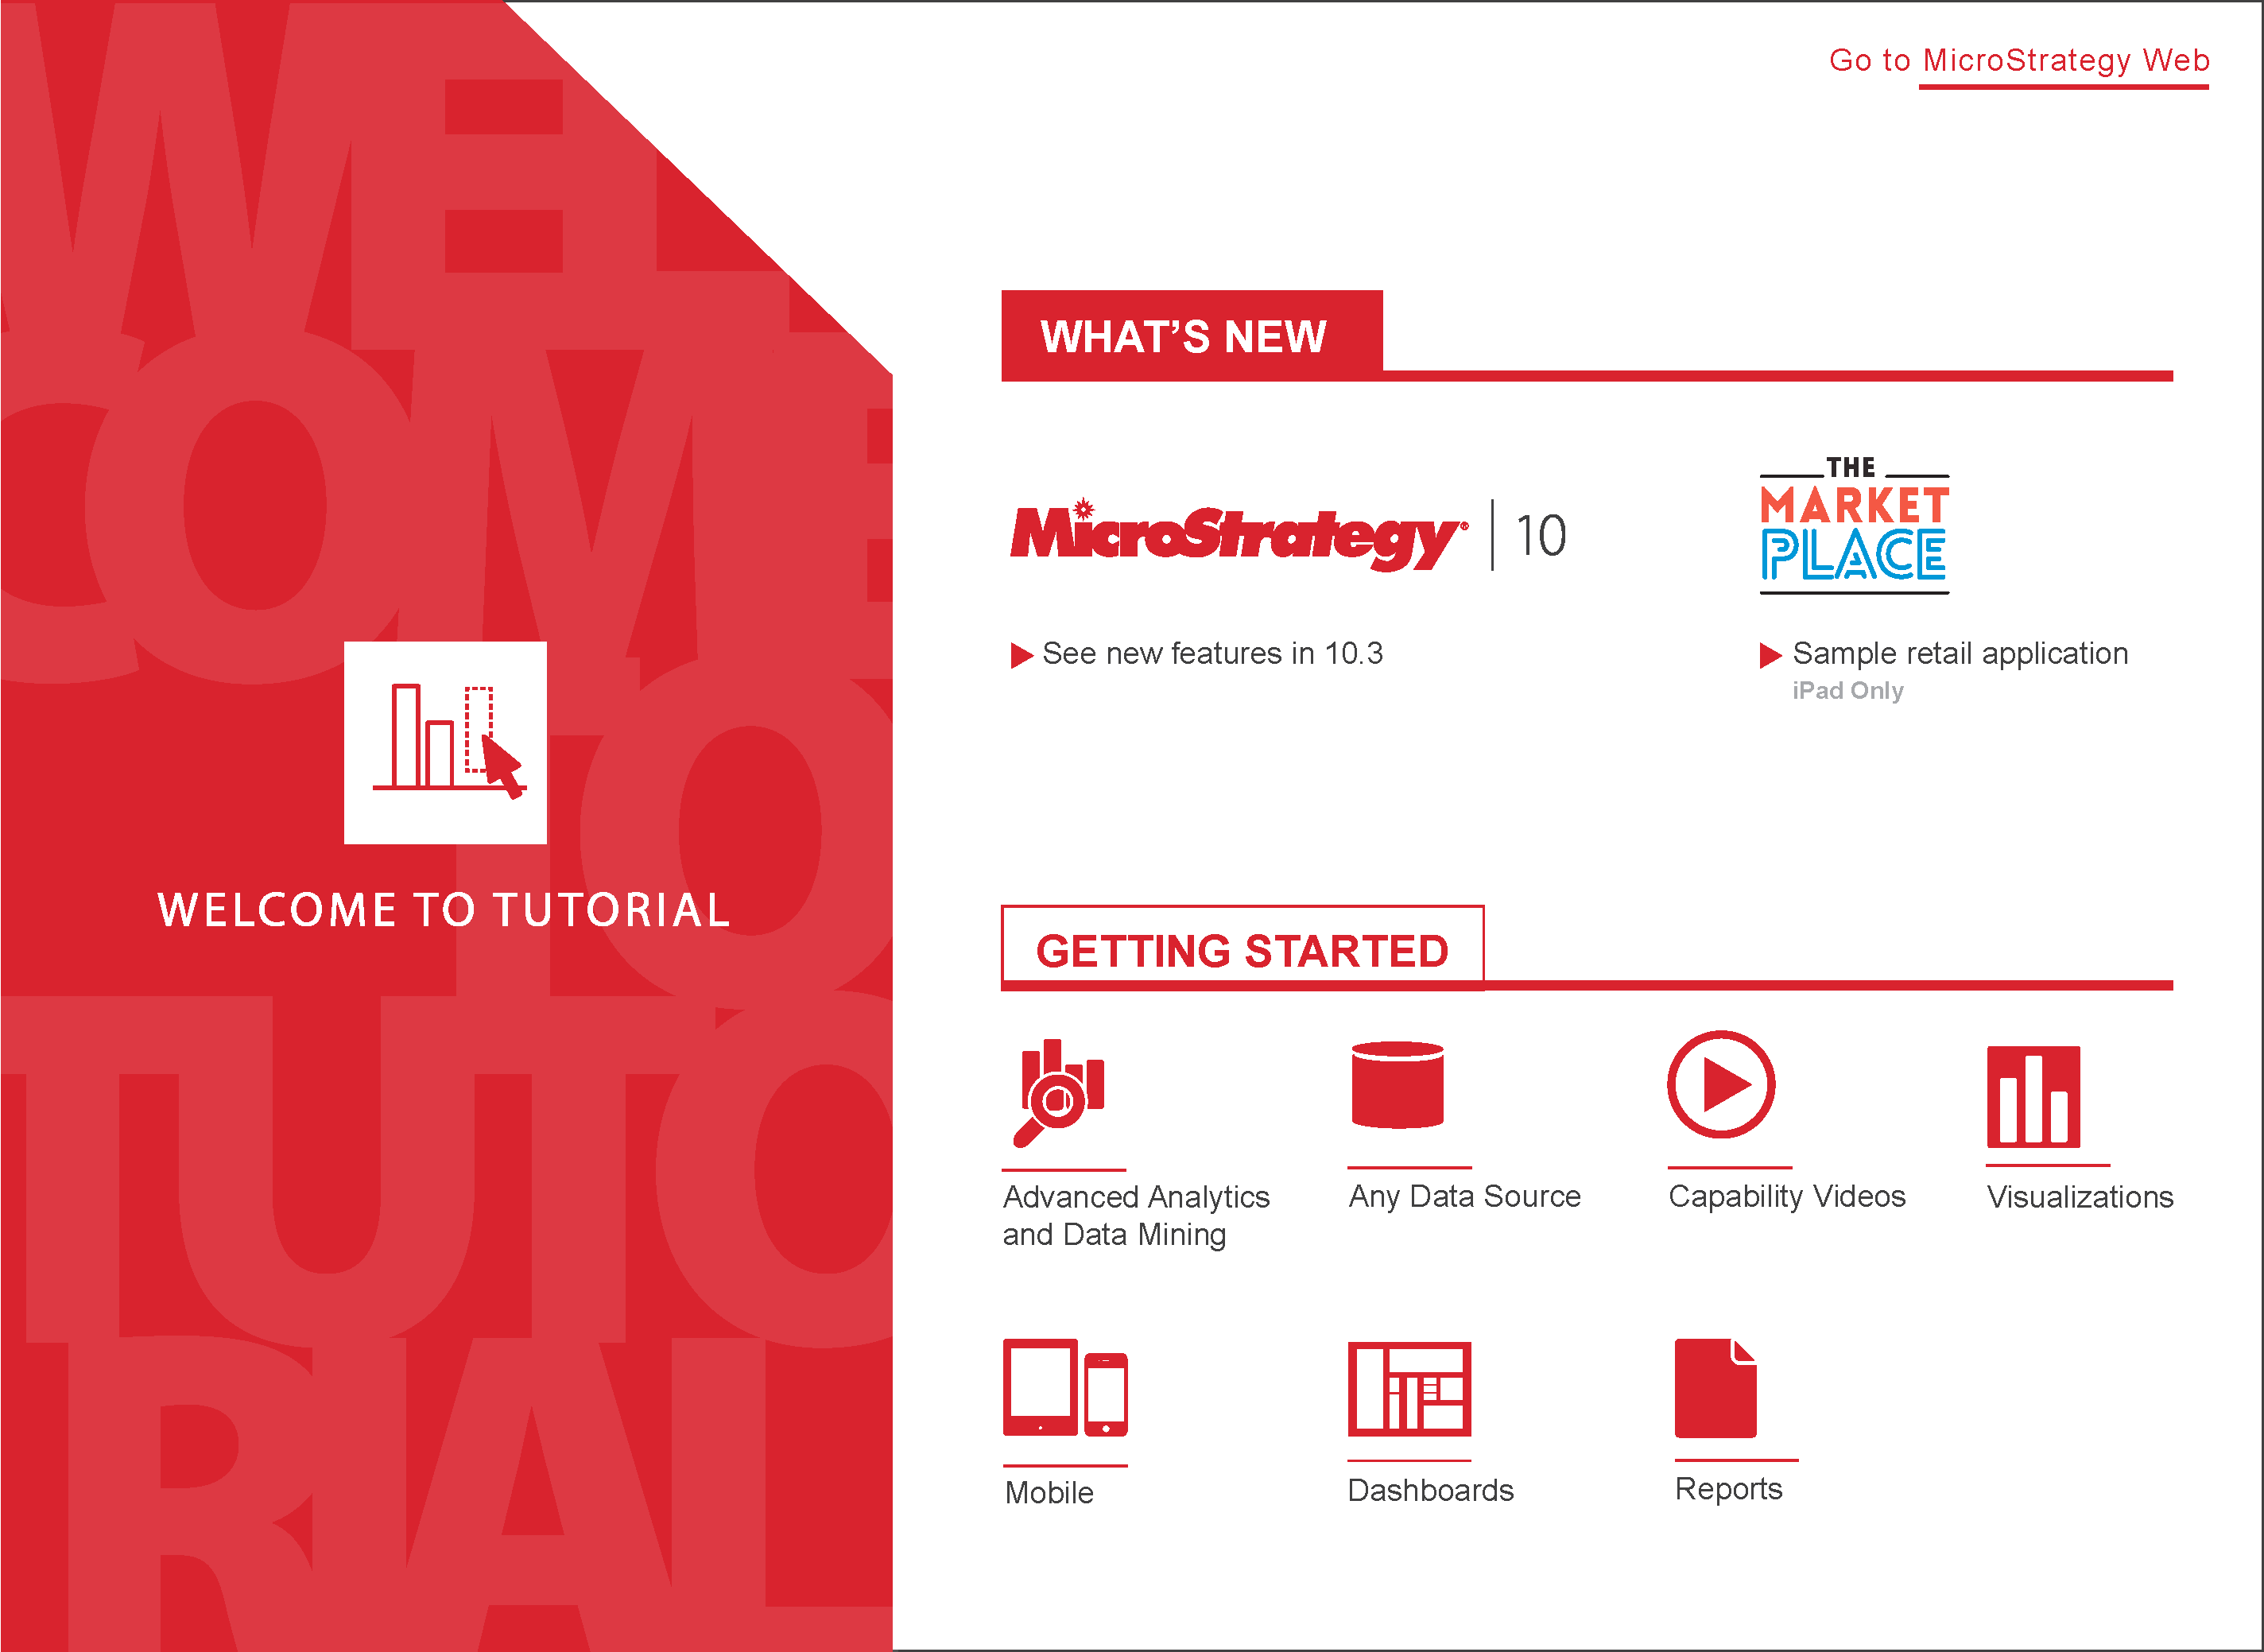 WEL
COME
TO
TUTO
RIAL
WELCOME TO TUTORIAL
Go to MicroStrategy Web
WHAT’S NEW
MicroStrategy® | 10
See new features in 10.3
THE
MARKET
PLACE
Sample retail application
iPad Only
GETTING STARTED
Advanced Analytics
and Data Mining
Any Data Source
Capability Videos
Visualizations
Mobile
Dashboards
Reports